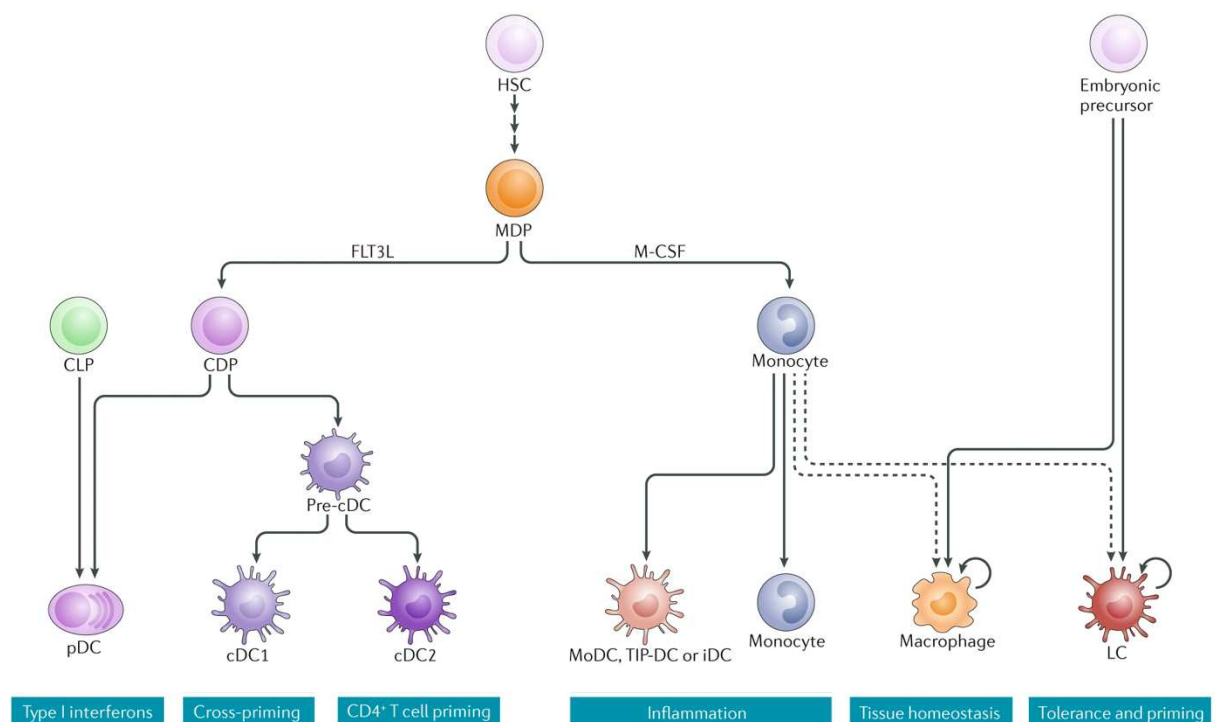 HSC
Embryonic
precursor
MDP
FLT3L
M-CSF
CLP
CDP
Monocyte
Pre-cDC
pDC
cDC1
cDC2
MoDC, TIP-DC or iDC
Monocyte
Macrophage
LC
Type I interferons
Cross-priming
CD4⁺ T cell priming
Inflammation
Tissue homeostasis
Tolerance and priming